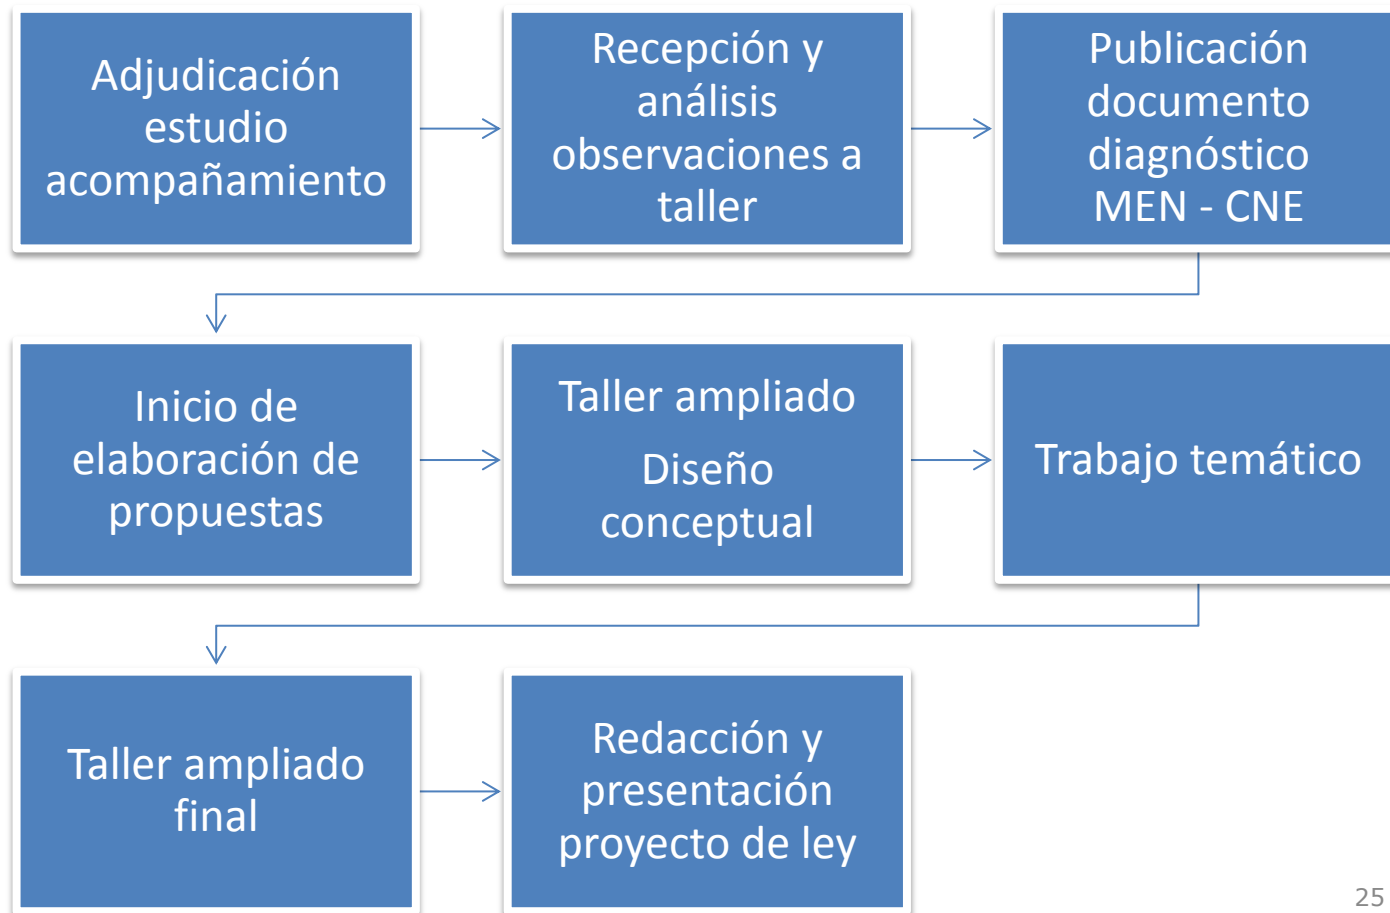 Adjudicación
estudio
acompañamiento
Recepción y
análisis
observaciones a
taller
Publicación
documento
diagnóstico
MEN - CNE
Inicio de
elaboración de
propuestas
Taller ampliado
Diseño
conceptual
Trabajo temático
Taller ampliado
final
Redacción y
presentación
proyecto de ley
25